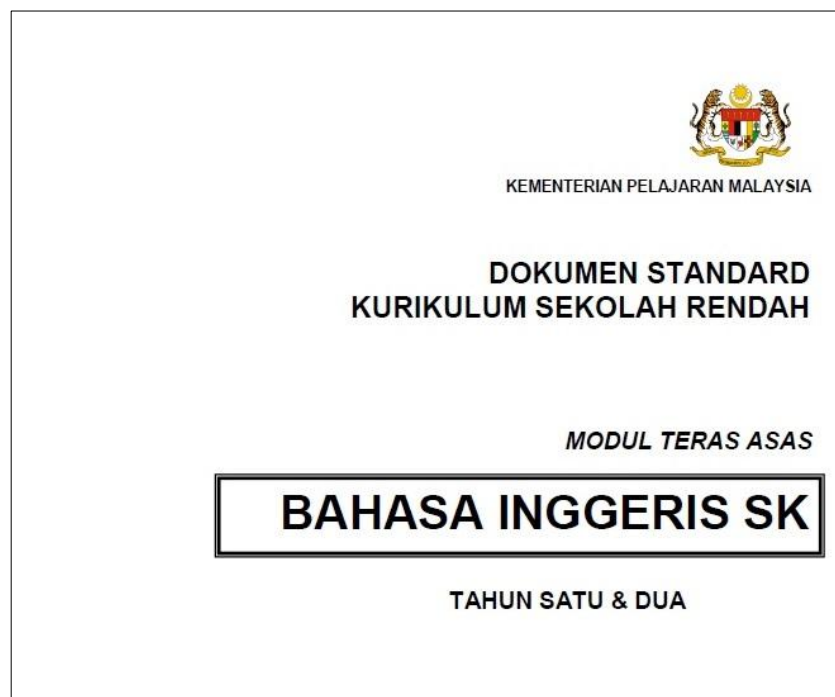 KEMENTERIAN PELAJARAN MALAYSIA
DOKUMEN STANDARD
KURIKULUM SEKOLAH RENDAH
MODUL TERAS ASAS
BAHASA INGGERIS SK
TAHUN SATU & DUA